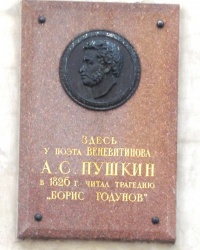 ЗДЕСЬ
У ПОЭТА ВЕНЕВИТИНОВА
А.С. ПУШКИН
В 1826 Г. ЧИТАЛ ТРАГЕДИЮ
„БОРИС ГОДУНОВ"